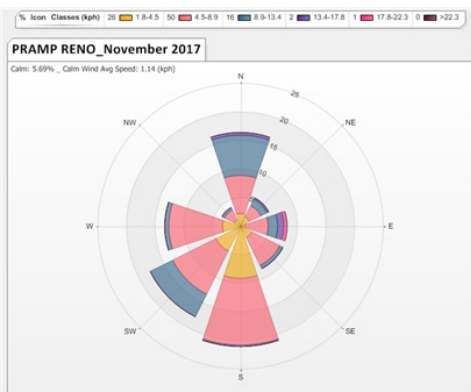 % Icon Classes (kph) 26 1.8-4.5 50 4.5-8.9 16 8.9-13.4 2 13.4-17.8 1 17.8-22.3 0 >22.3
PRAMP RENO_November 2017
Calm: 5.69% _ Calm Wind Avg Speed: 1.14 (kph)
N
25
NW
NE
20
15
10
5
W
E
SW
SE
S